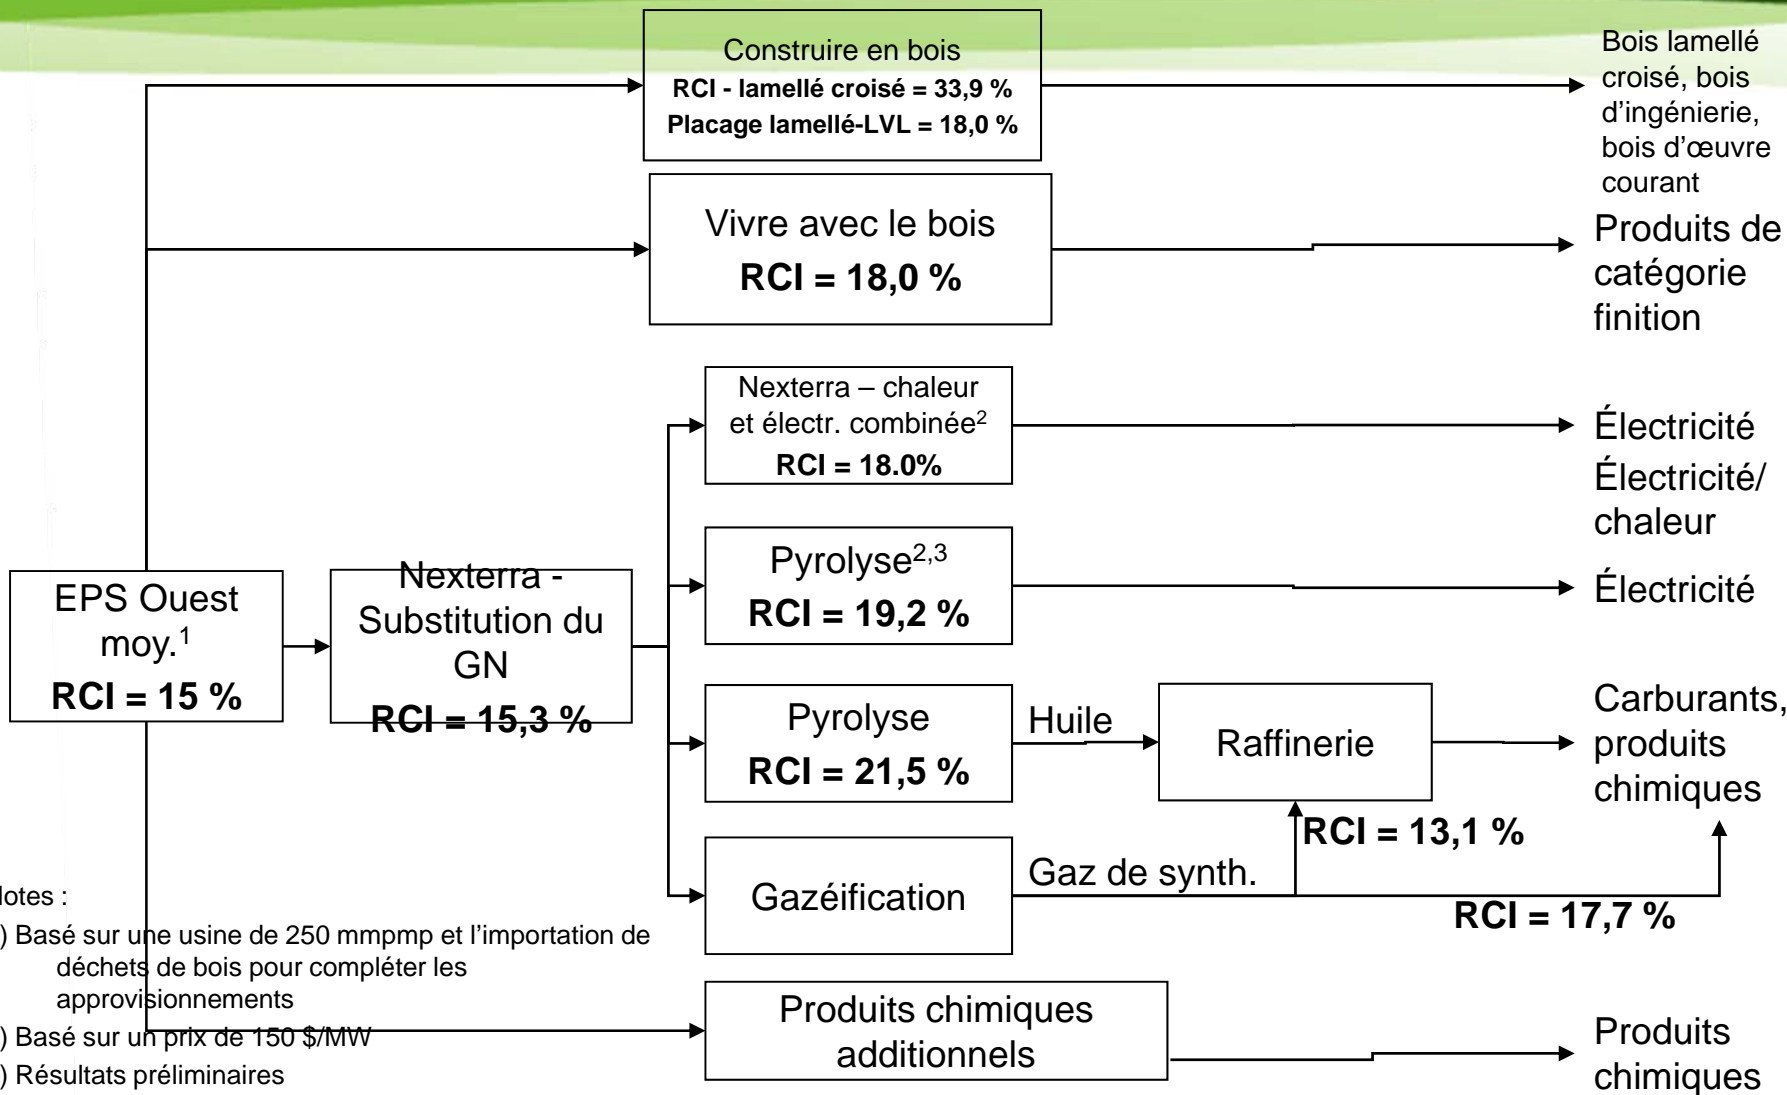 Construire en bois
RCI - lamellé croisé = 33,9 %
Placage lamellé-LVL = 18,0 %
Bois lamellé
croisé, bois
d’ingénierie,
bois d’œuvre
courant
Vivre avec le bois
RCI = 18,0 %
Produits de
catégorie
finition
Nexterra – chaleur
et électr. combinée2
RCI = 18.0%
Électricité
Électricité/
chaleur
EPS Ouest
moy.1
RCI = 15 %
Nexterra -
Substitution du
GN
RCI = 15,3 %
Pyrolyse2,3
RCI = 19,2 %
Électricité
Pyrolyse
RCI = 21,5 %
Huile
Raffinerie
RCI = 13,1 %
Carburants,
produits
chimiques
Gazéification
Gaz de synth.
RCI = 17,7 %
Produits chimiques
additionnels
Produits
chimiques
lotes :
) Basé sur une usine de 250 mmpmp et l’importation de
déchets de bois pour compléter les
approvisionnements
) Basé sur un prix de 150 $/MW
) Résultats préliminaires